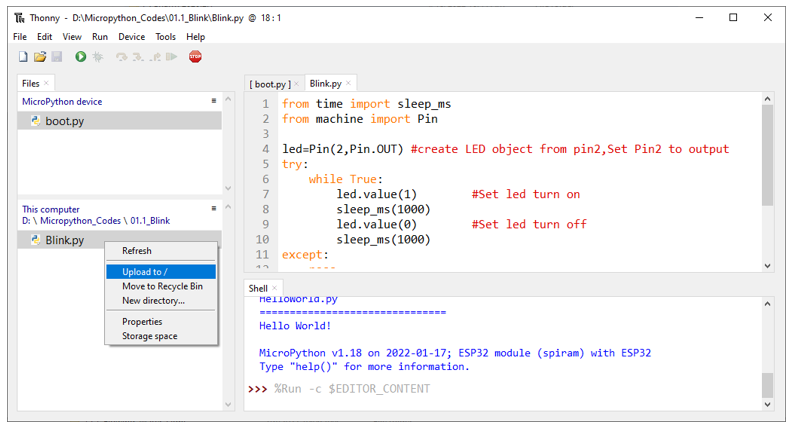 Thonny - D:\Micropython_Codes\01.1_Blink\Blink.py @ 18 : 1
File Edit View Run Device Tools Help
STOP
Files
MicroPython device
boot.py
This computer
D: \ Micropython_Codes \ 01.1_Blink
Blink.py
Refresh
Upload to /
Move to Recycle Bin
New directory...
Properties
Storage space
[ boot.py ] Blink.py
1 from time import sleep_ms
2 from machine import Pin
3
4 led=Pin(2,Pin.OUT) #create LED object from pin2,Set Pin2 to output
5 try:
6 while True:
7 led.value(1) #Set led turn on
8 sleep_ms(1000)
9 led.value(0) #Set led turn off
10 sleep_ms(1000)
11 except:
12 pass
Shell
HelloWorld.py
===============================
Hello World!
MicroPython v1.18 on 2022-01-17; ESP32 module (spiram) with ESP32
Type "help()" for more information.
>>> %Run -c $EDITOR_CONTENT